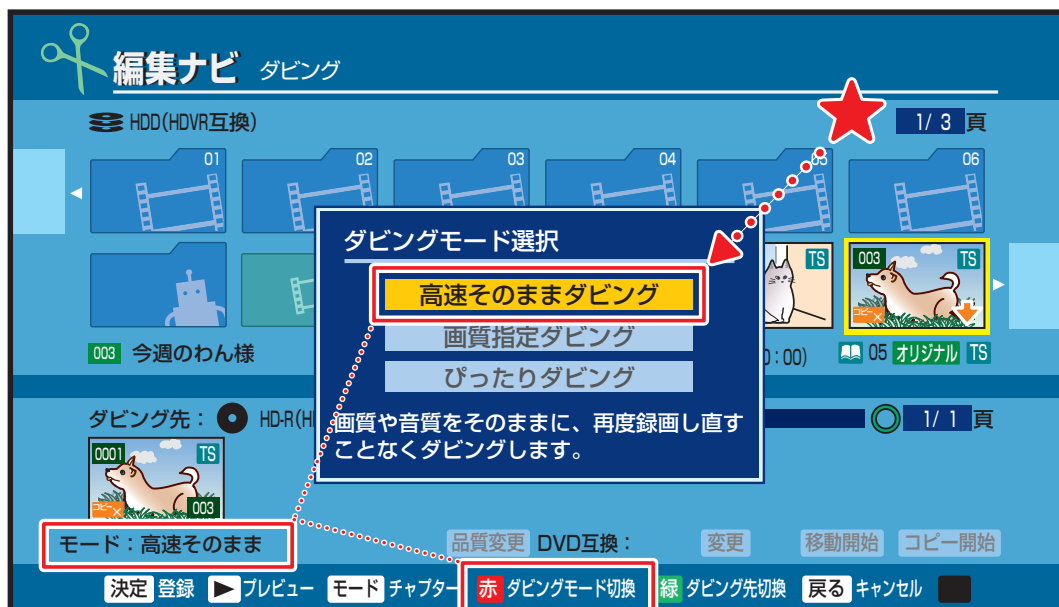 編集ナビ ダビング
HDD(HDVR互換) 1/ 3 頁
01 02 03 04 05 06
ダビングモード選択
高速そのままダビング
画質指定ダビング
ぴったりダビング
画質や音質をそのままに、再度録画し直す
ことなくダビングします。
TS 003 TS
コピー×
003 今週のわん様 0:00) 05 オリジナル TS
ダビング先: HD-R(H 1/ 1 頁
0001 TS
コピー× 003
モード:高速そのまま 品質変更 DVD互換: 変更 移動開始 コピー開始
決定 登録 プレビュー モード チャプター 赤 ダビングモード切換 緑 ダビング先切換 戻る キャンセル